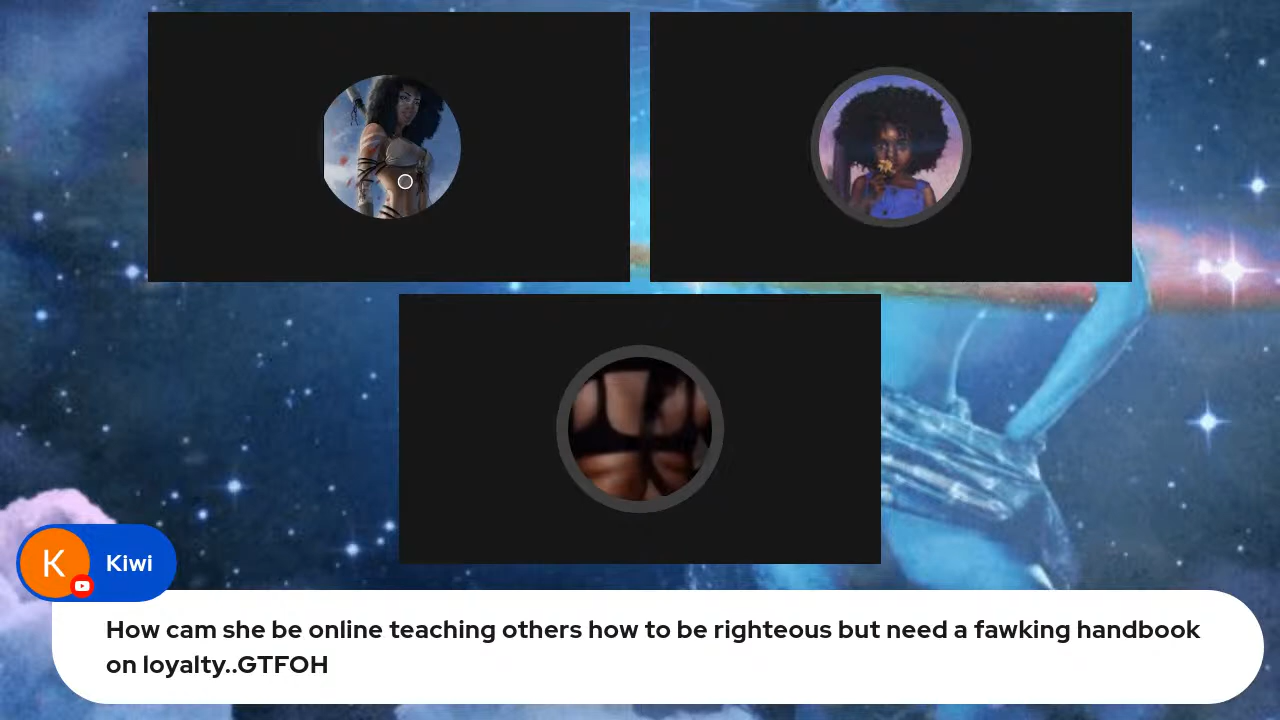 K
Kiwi
How cam she be online teaching others how to be righteous but need a fawking handbook
on loyalty..GTFOH